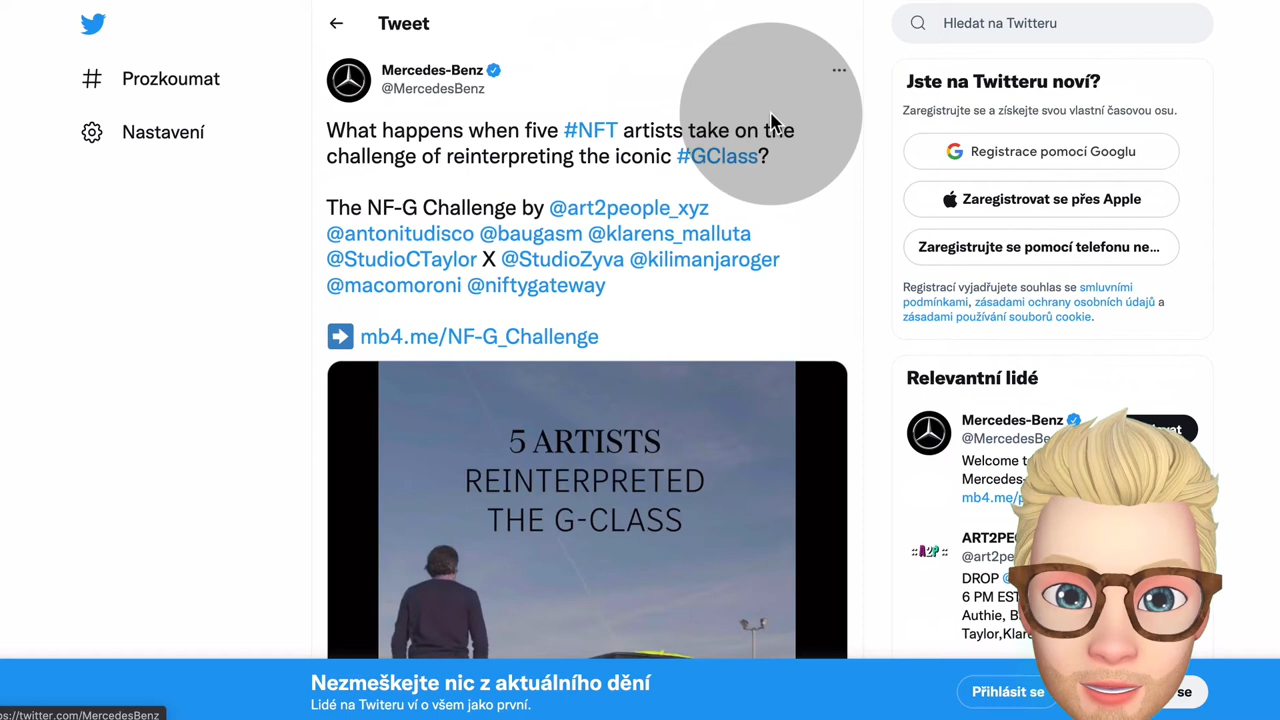 Tweet
Hledat na Twitteru
Prozkoumat
Nastavení
Mercedes-Benz
@MercedesBenz
What happens when five #NFT artists take on the
challenge of reinterpreting the iconic #GClass?
The NF-G Challenge by @art2people_xyz
@antonitudisco @baugasm @klarens_malluta
@StudioCTaylor X @StudioZyva @kilimanjaroger
@macomoroni @niftygateway
mb4.me/NF-G_Challenge
5 ARTISTS
REINTERPRETED
THE G-CLASS
Jste na Twitteru noví?
Zaregistrujte se a získejte svou vlastní časovou osu.
Registrace pomocí Googlu
Zaregistrovat se přes Apple
Zaregistrujte se pomocí telefonu ne...
Registrací vyjadřujete souhlas se smluvními
podmínkami, zásadami ochrany osobních údajů a
zásadami používání souborů cookie.
Relevantní lidé
Mercedes-Benz
@MercedesBe
Welcome
Mercedes-
mb4.me/
@art2pe
DROP
6 PM EST
Authie,
Taylor,Klare
Nezmeškejte nic z aktuálního dění
Lidé na Twiteru ví o všem jako první.
Přihlásit se
se
ps://twitter.com/MercedesBenz